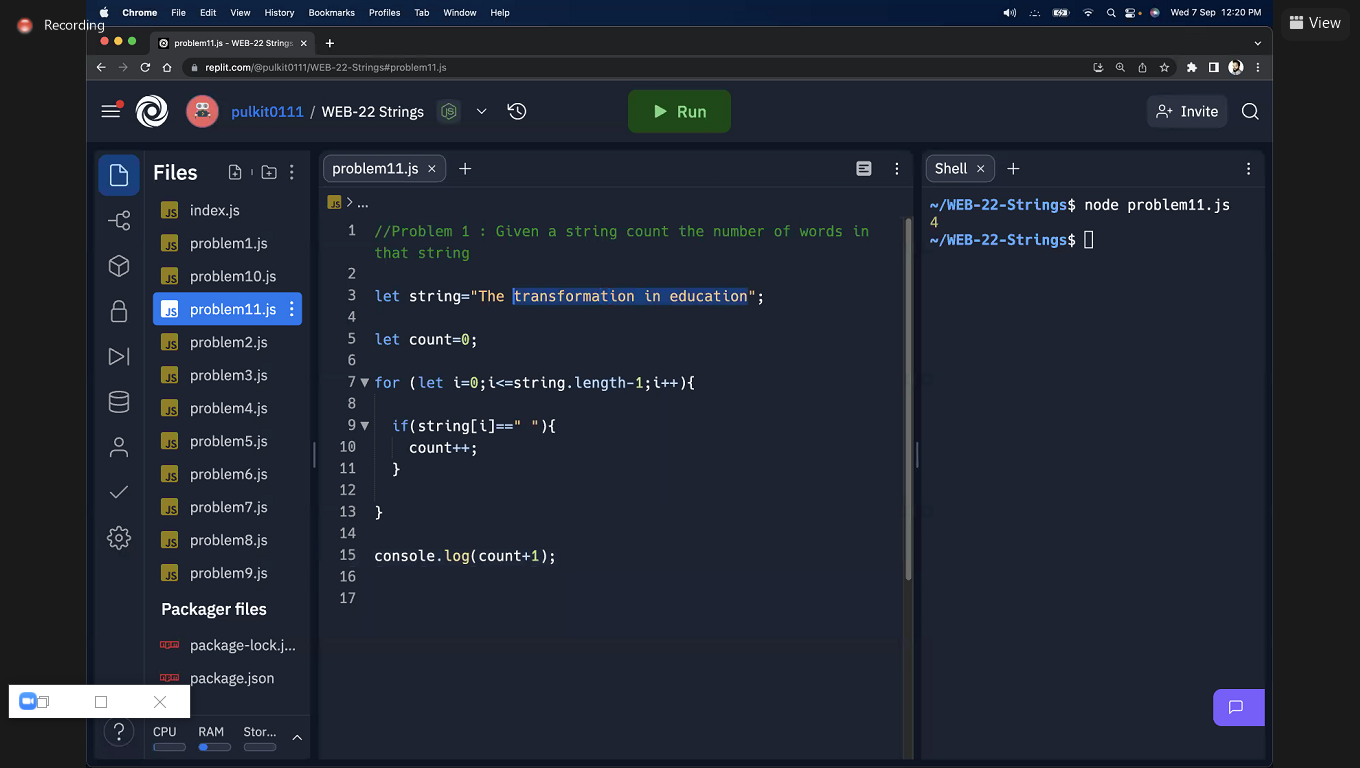 Chrome File Edit View History Bookmarks Profiles Tab Window Help Wed 7 Sep 12:20 PM
Recording
View
problem11.js - WEB-22 Strings
replit.com/@pulkit0111/WEB-22-Strings#problem11.js
pulkit0111 / WEB-22 Strings
Run
Invite
Files
index.js
problem1.js
problem10.js
problem11.js
problem2.js
problem3.js
problem4.js
problem5.js
problem6.js
problem7.js
problem8.js
problem9.js
Packager files
package-lock.j...
package.json
CPU RAM Stor...
problem11.js
JS > ...
1 //Problem 1 : Given a string count the number of words in
that string
2
3 let string="The transformation in education";
4
5 let count=0;
6
7 for (let i=0;i<=string.length-1;i++){
8
9 if(string[i]==" "){
10 count++;
11 }
12
13 }
14
15 console.log(count+1);
16
17
Shell
~/WEB-22-Strings$ node problem11.js
4
~/WEB-22-Strings$